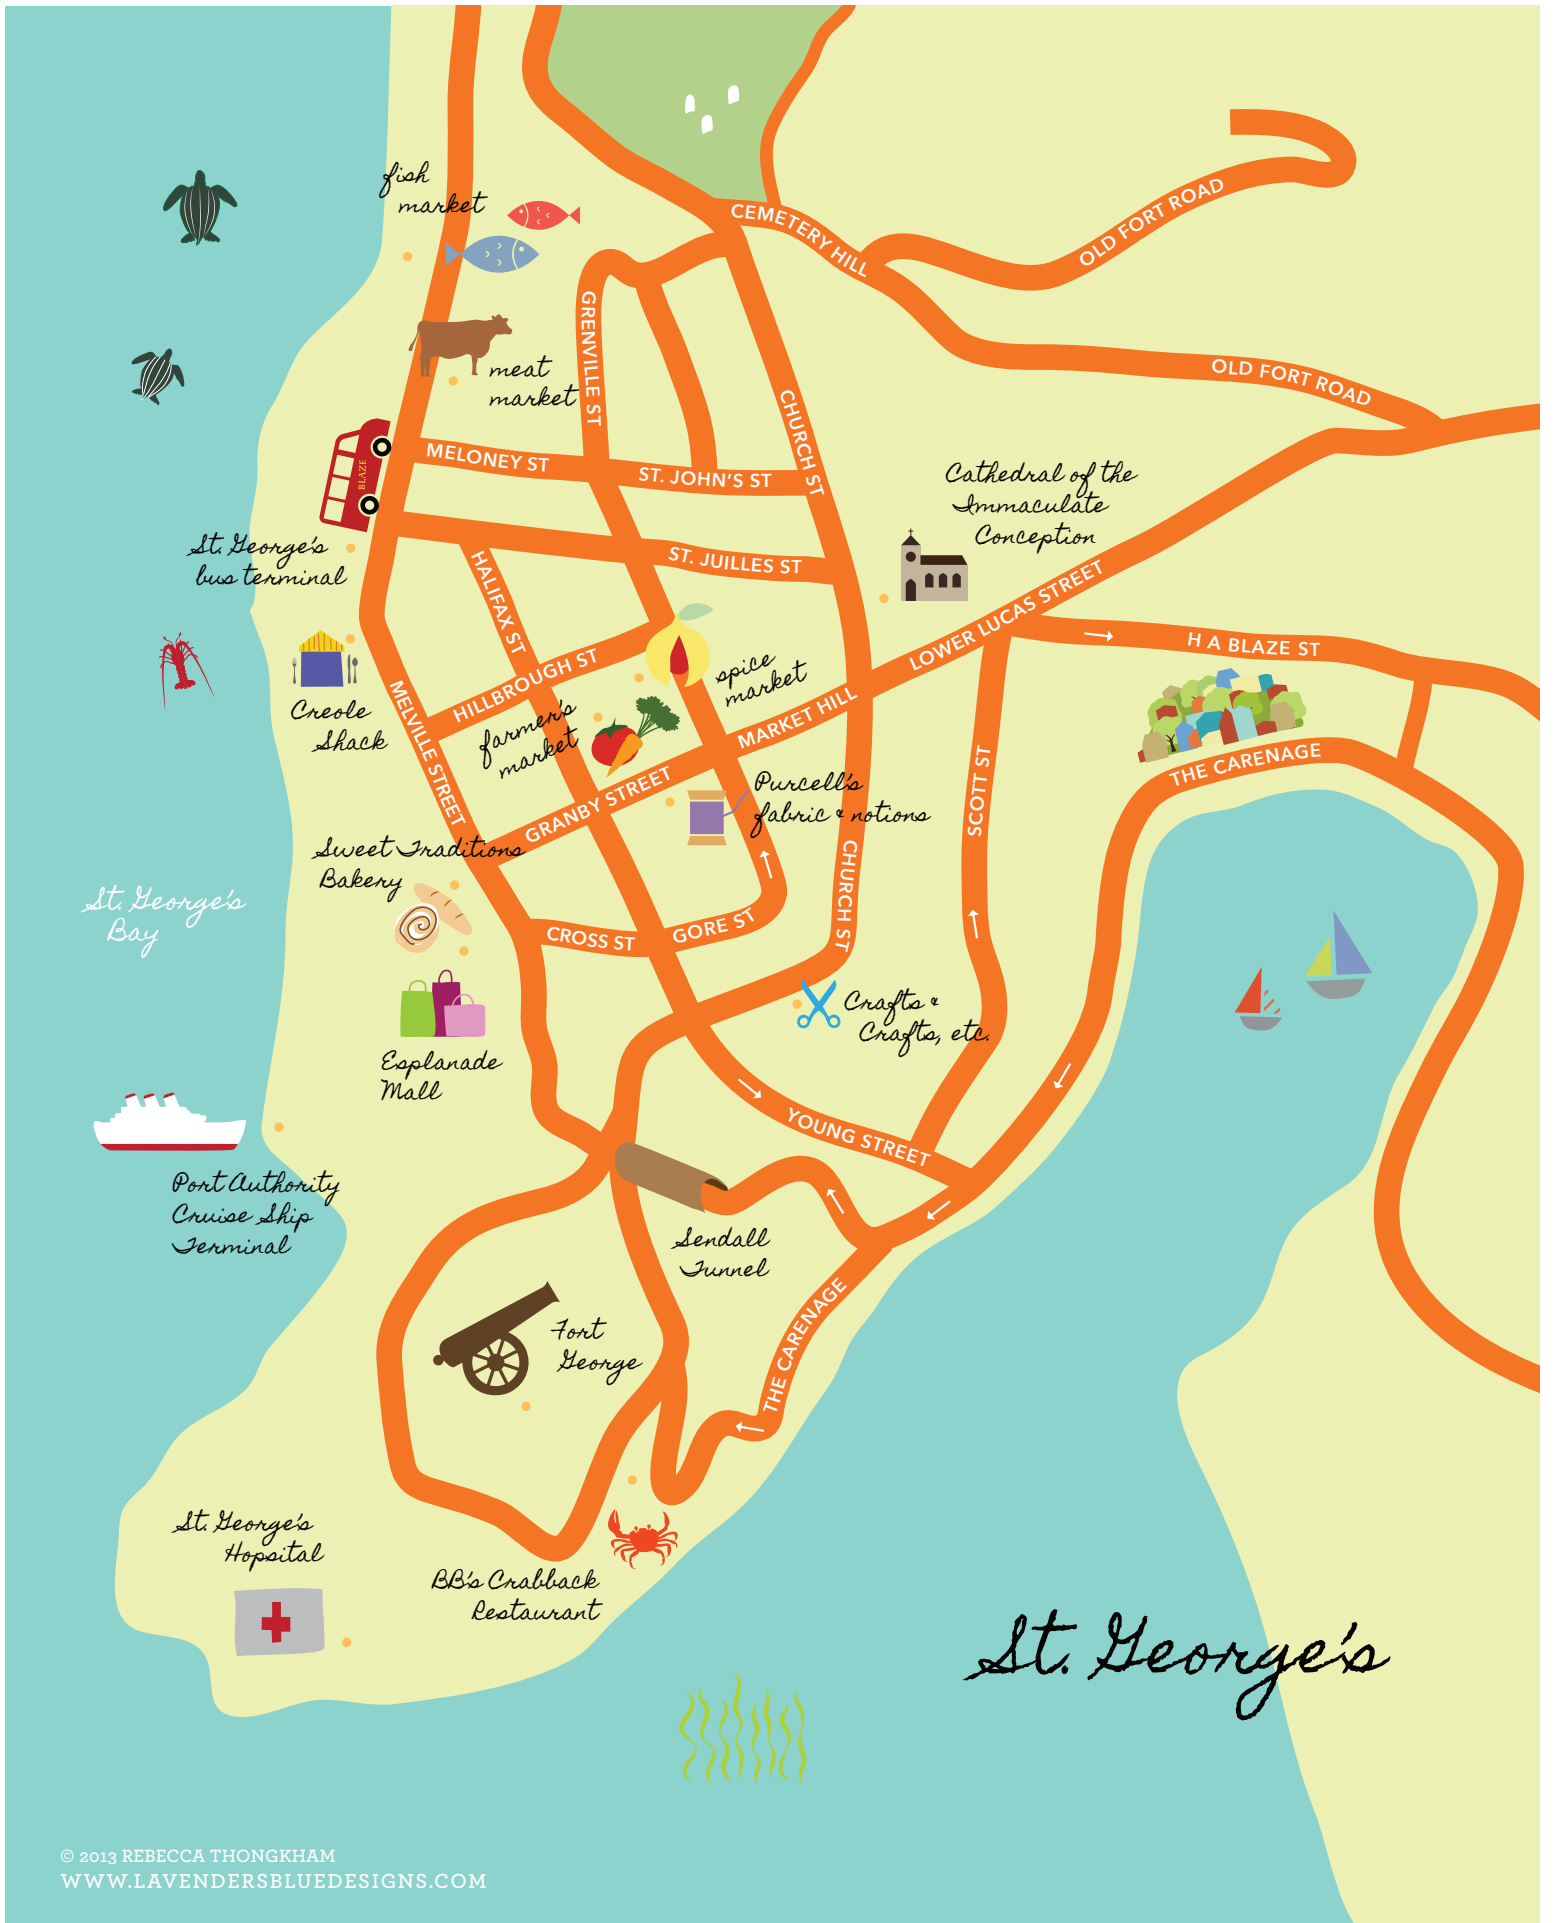 fish
market
CEMETERY HILL
OLD FORT ROAD
GRENVILLE ST
meat
market
CHURCH ST
OLD FORT ROAD
BLAZE
MELONEY ST
ST. JOHN'S ST
Cathedral of the
Immaculate
Conception
St. George's
bus terminal
HALIFAX ST
ST. JUILLES ST
LOWER LUCAS STREET
H A BLAZE ST
Creole
Shack
MELVILLE STREET
HILLBROUGH ST
farmer's
market
spice
market
MARKET HILL
SCOTT ST
THE CARENAGE
GRANBY STREET
Purcell's
fabric & notions
Sweet Traditions
Bakery
CHURCH ST
St. George's
Bay
CROSS ST
GORE ST
Crafts &
Crafts, etc.
Esplanade
Mall
YOUNG STREET
Port Authority
Cruise Ship
Terminal
Sendall
Tunnel
THE CARENAGE
Fort
George
St. George's
Hopsital
BB's Crabback
Restaurant
St. George's
© 2013 REBECCA THONGKHAM
WWW.LAVENDERSBLUEDESIGNS.COM